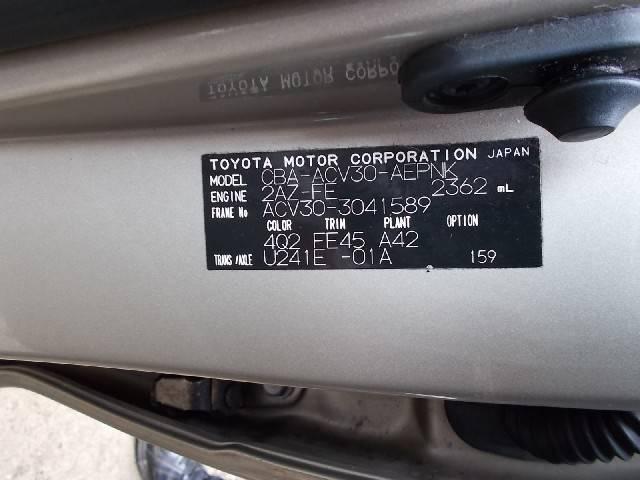 TOYOTA MOTOR CORPORATION JAPAN
MODEL CBA-ACV30-AEPNK
ENGINE 2AZ-FE 2362 mL
FRAME No ACV30-3041589
COLOR TRIM PLANT OPTION
4Q2 FE45 A42
TRANS/AXLE U241E -01A 159